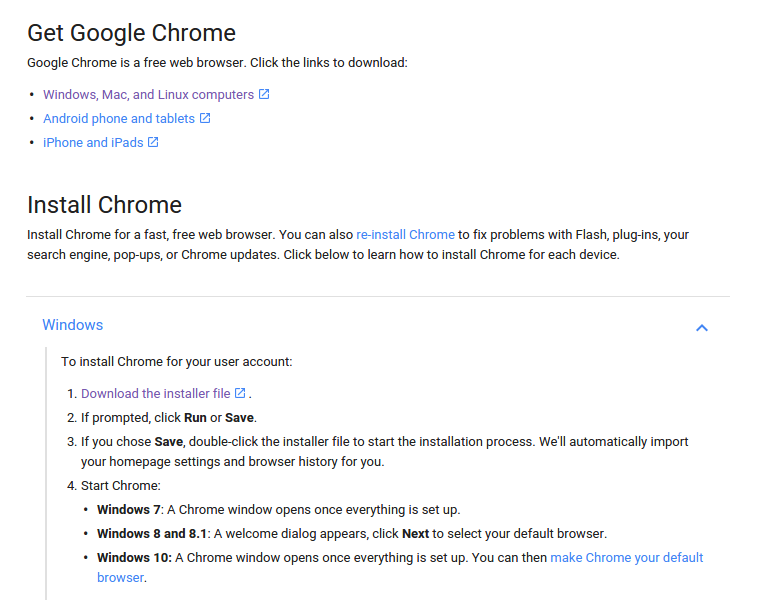 Get Google Chrome
Google Chrome is a free web browser. Click the links to download:
• Windows, Mac, and Linux computers
• Android phone and tablets
• iPhone and iPads
Install Chrome
Install Chrome for a fast, free web browser. You can also re-install Chrome to fix problems with Flash, plug-ins, your
search engine, pop-ups, or Chrome updates. Click below to learn how to install Chrome for each device.
Windows
To install Chrome for your user account:
1. Download the installer file .
2. If prompted, click Run or Save.
3. If you chose Save, double-click the installer file to start the installation process. We'll automatically import
your homepage settings and browser history for you.
4. Start Chrome:
• Windows 7: A Chrome window opens once everything is set up.
• Windows 8 and 8.1: A welcome dialog appears, click Next to select your default browser.
• Windows 10: A Chrome window opens once everything is set up. You can then make Chrome your default
browser.